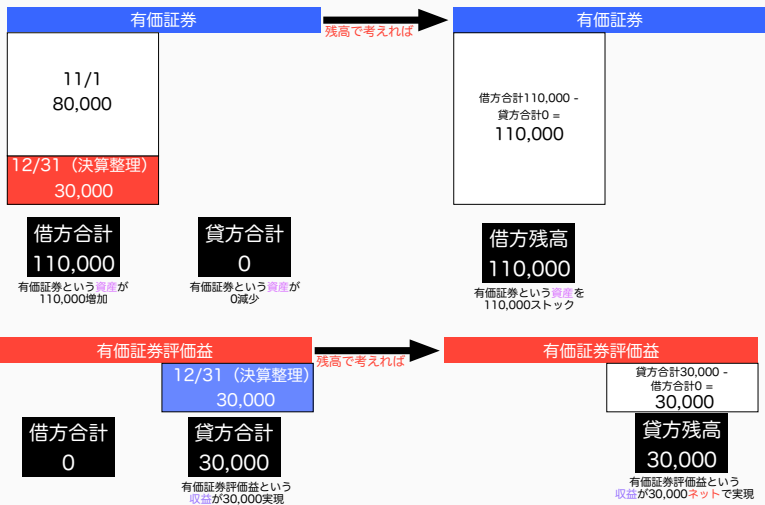 有価証券
残高で考えれば
有価証券
11/1
80,000
12/31（決算整理）
30,000
借方合計110,000 -
貸方合計0 =
110,000
借方合計
110,000
有価証券という資産が
110,000増加
貸方合計
0
有価証券という資産が
0減少
借方残高
110,000
有価証券という資産を
110,000ストック
有価証券評価益
残高で考えれば
有価証券評価益
12/31（決算整理）
30,000
貸方合計30,000 -
借方合計0 =
30,000
借方合計
0
貸方合計
30,000
有価証券評価益という
収益が30,000実現
貸方残高
30,000
有価証券評価益という
収益が30,000ネットで実現